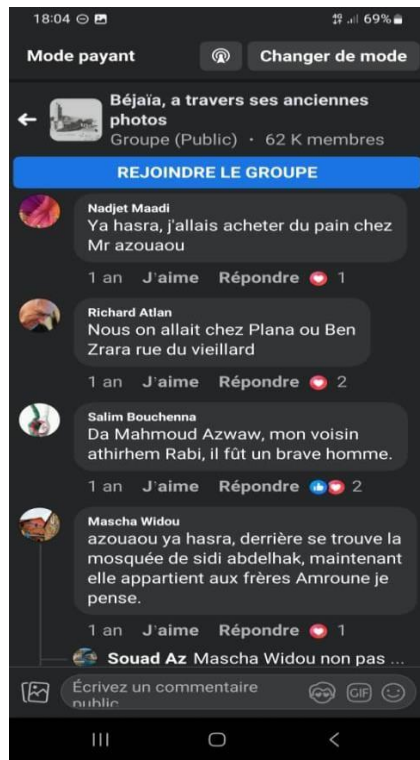 18:04
4G 69%
Mode payant
Changer de mode
Béjaïa, a travers ses anciennes
photos
Groupe (Public) · 62 K membres
REJOINDRE LE GROUPE
Nadjet Maadi
Ya hasra, j'allais acheter du pain chez
Mr azouaou
1 an J'aime Répondre 1
Richard Atlan
Nous on allait chez Plana ou Ben
Zrara rue du vieillard
1 an J'aime Répondre 2
Salim Bouchenna
Da Mahmoud Azwaw, mon voisin
athirhem Rabi, il fût un brave homme.
1 an J'aime Répondre 2
Mascha Widou
azouaou ya hasra, derrière se trouve la
mosquée de sidi abdelhak, maintenant
elle appartient aux frères Amroune je
pense.
1 an J'aime Répondre 1
Souad Az Mascha Widou non pas ...
Écrivez un commentaire
public
GIF